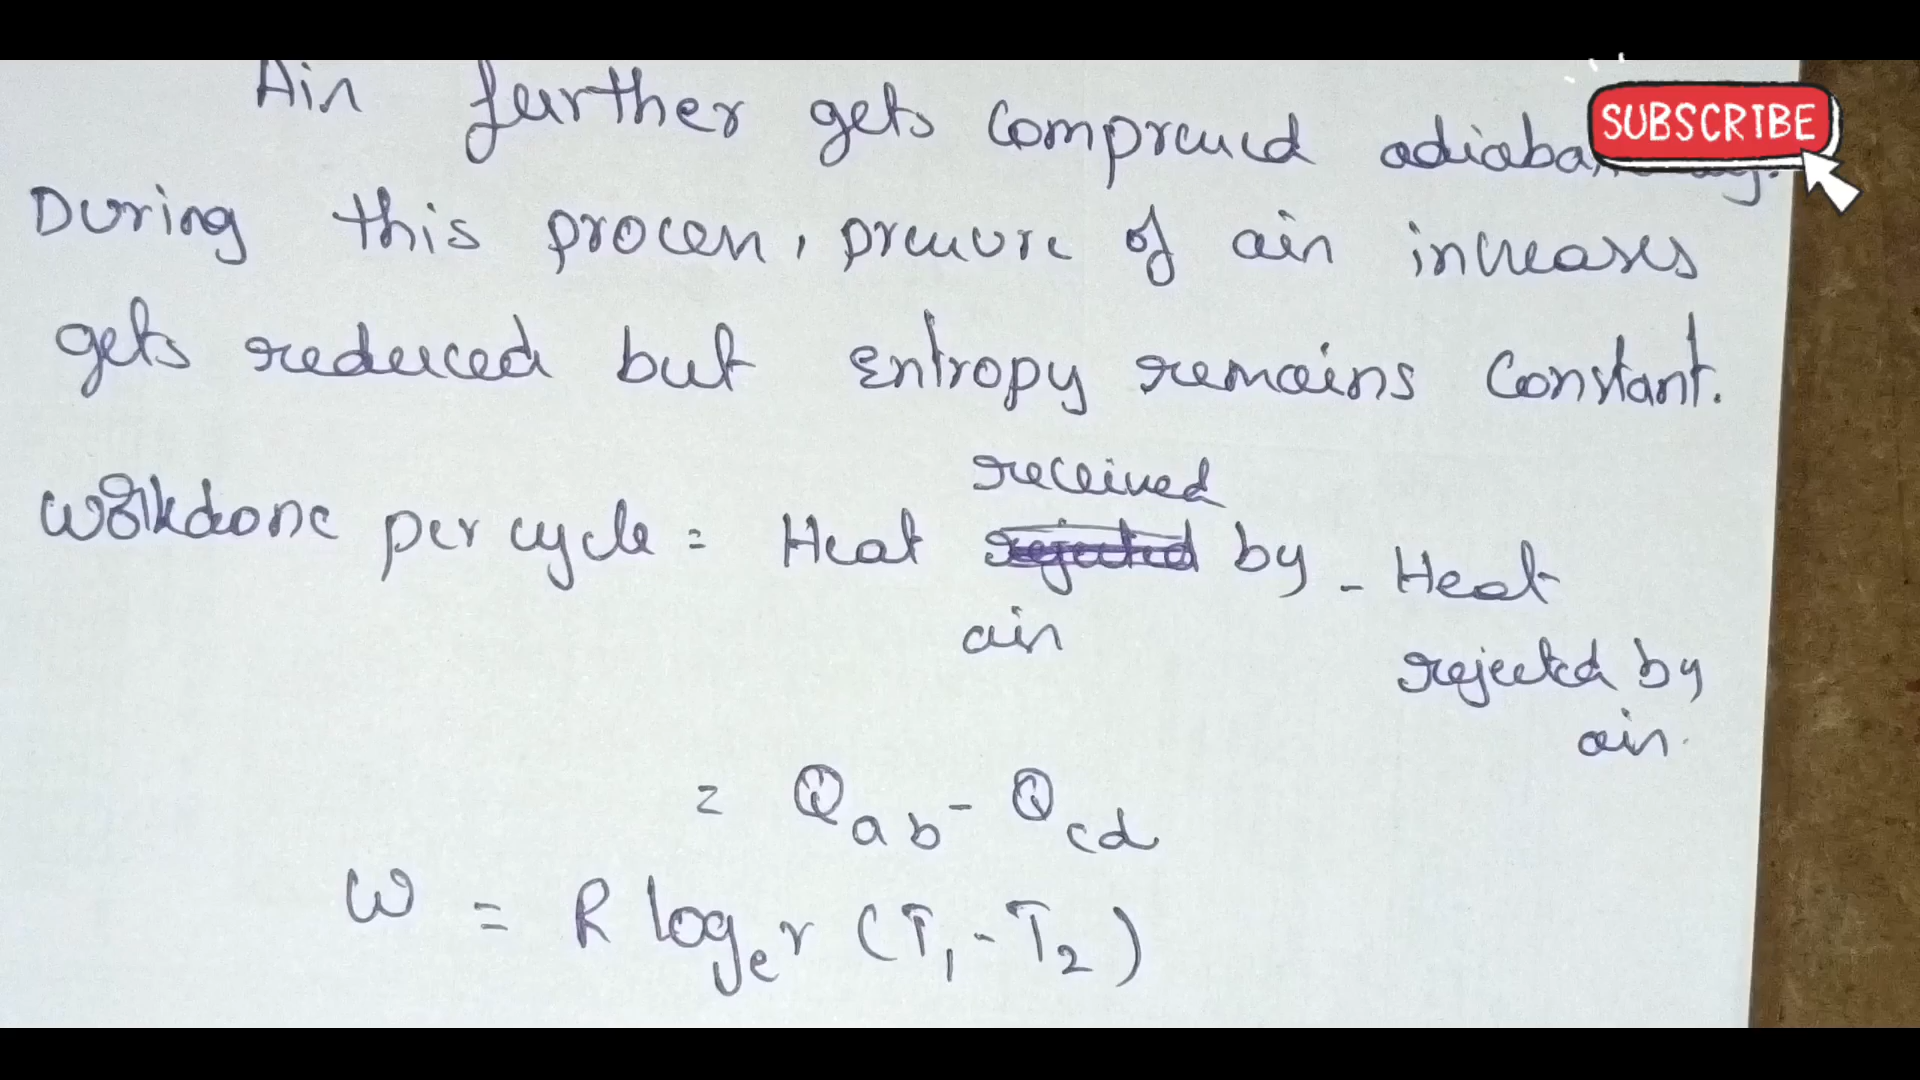 Air further gets compressed
SUBSCRIBE
During this process, pressure of air increases
gets reduced but entropy remains constant.
received
Workdone per cycle = Heat rejected by - Heat
air rejected by
air.
= Qab - Qcd
W = R logₑ r (T₁ - T₂)